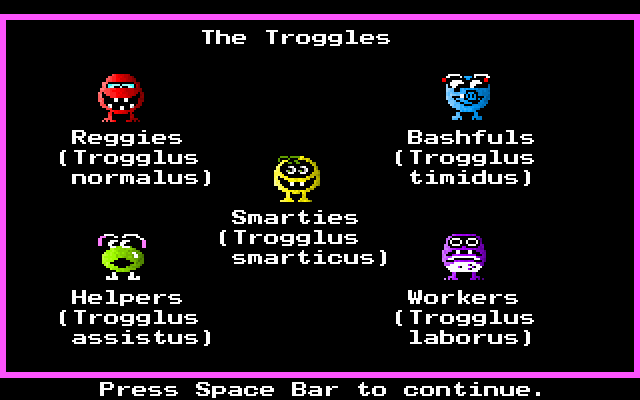 The Troggles
Reggies
(Trogglus
normalus)
Bashfuls
(Trogglus
timidus)
Smarties
(Trogglus
smarticus)
Helpers
(Trogglus
assistus)
Workers
(Trogglus
laborus)
Press Space Bar to continue.